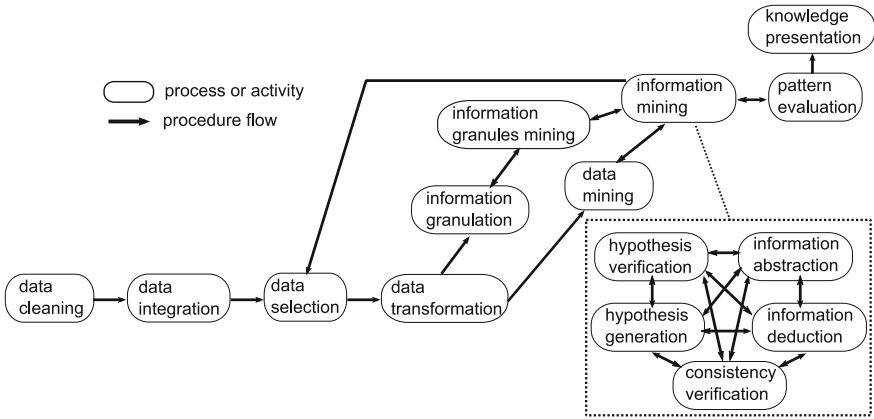 knowledge
presentation
process or activity
procedure flow
information
mining
pattern
evaluation
information
granules mining
data
mining
information
granulation
hypothesis
verification
information
abstraction
data
cleaning
data
integration
data
selection
data
transformation
hypothesis
generation
information
deduction
consistency
verification